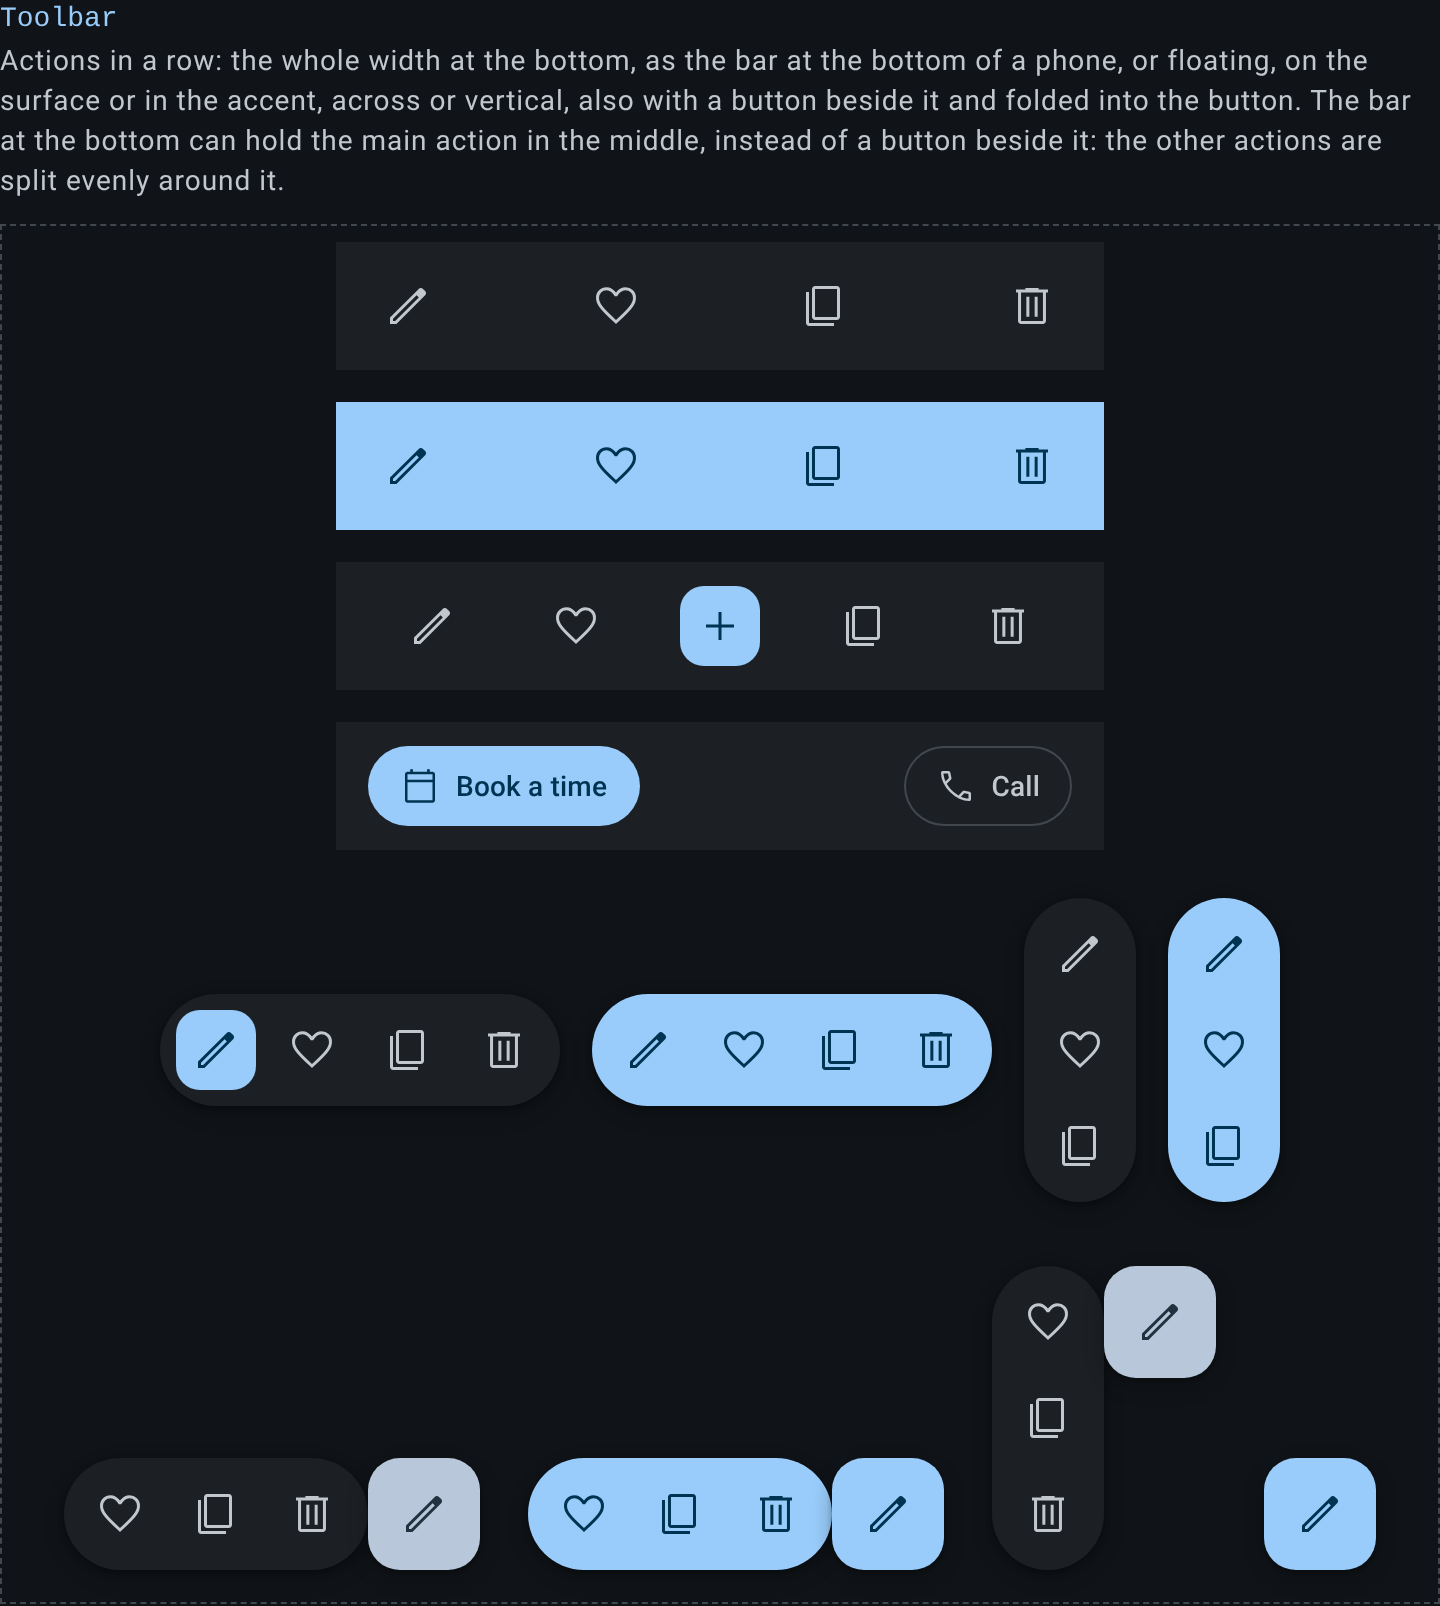 Toolbar
Actions in a row: the whole width at the bottom, as the bar at the bottom of a phone, or floating, on the
surface or in the accent, across or vertical, also with a button beside it and folded into the button. The bar
at the bottom can hold the main action in the middle, instead of a button beside it: the other actions are
split evenly around it.
Book a time
Call